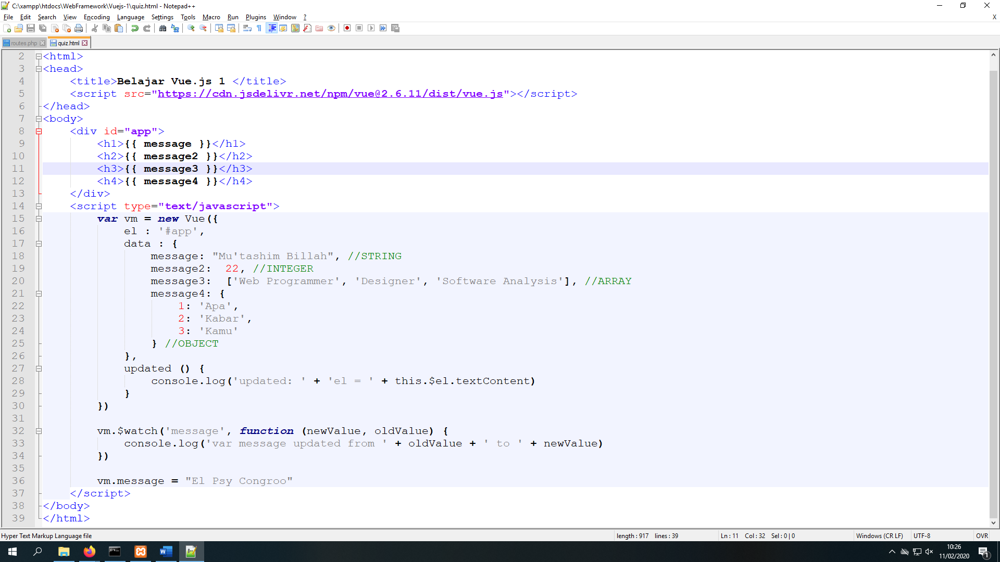 C:\xampp\htdocs\WebFramework\Vuejs-1\quiz.html - Notepad++
File Edit Search View Encoding Language Settings Tools Macro Run Plugins Window ? X
routes.php quiz.html
2 <html>
3 <head>
4 <title>Belajar Vue.js 1 </title>
5 <script src="https://cdn.jsdelivr.net/npm/vue@2.6.11/dist/vue.js"></script>
6 </head>
7 <body>
8 <div id="app">
9 <h1>{{ message }}</h1>
10 <h2>{{ message2 }}</h2>
11 <h3>{{ message3 }}</h3>
12 <h4>{{ message4 }}</h4>
13 </div>
14 <script type="text/javascript">
15 var vm = new Vue({
16 el : '#app',
17 data : {
18 message: "Mu'tashim Billah", //STRING
19 message2:  22, //INTEGER
20 message3:  ['Web Programmer', 'Designer', 'Software Analysis'], //ARRAY
21 message4: {
22 1: 'Apa',
23 2: 'Kabar',
24 3: 'Kamu'
25 } //OBJECT
26 },
27 updated () {
28 console.log('updated: ' + 'el = ' + this.$el.textContent)
29 }
30 })
31
32 vm.$watch('message', function (newValue, oldValue) {
33 console.log('var message updated from ' + oldValue + ' to ' + newValue)
34 })
35
36 vm.message = "El Psy Congroo"
37 </script>
38 </body>
39 </html>
Hyper Text Markup Language file length : 917 lines : 39 Ln : 11 Col : 32 Sel : 0 | 0 Windows (CR LF) UTF-8 OVR
10:26
11/02/2020
1